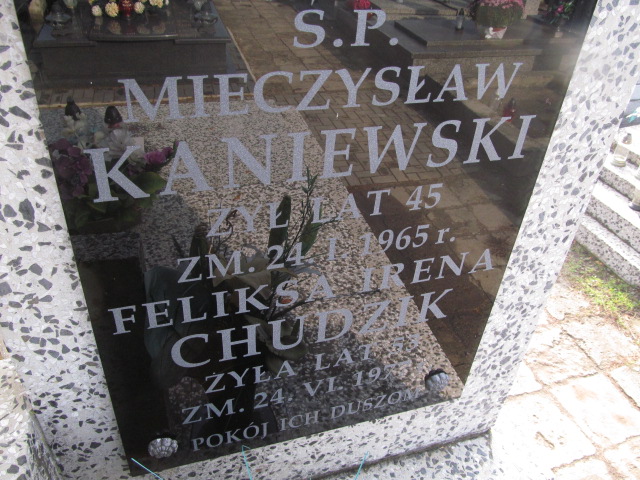 Ś.P.
MIECZYSŁAW
KANIEWSKI
ŻYŁ LAT 45
ZM. 24. I. 1965 r.
FELIKSA IRENA
CHUDZIK
ŻYŁA LAT
ZM. 24. VI.
POKÓJ ICH DUSZOM